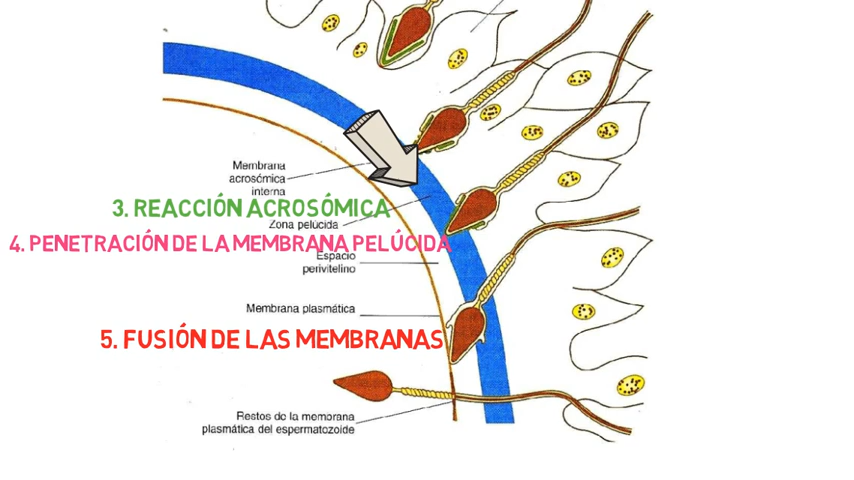 Membrana
acrosómica
interna
3. REACCIÓN ACROSÓMICA
Zona pelúcida
4. PENETRACIÓN DE LA MEMBRANA PELÚCIDA
Espacio
perivitelino
Membrana plasmática
5. FUSIÓN DE LAS MEMBRANAS
Restos de la memorana
plasmática del espermatozoide